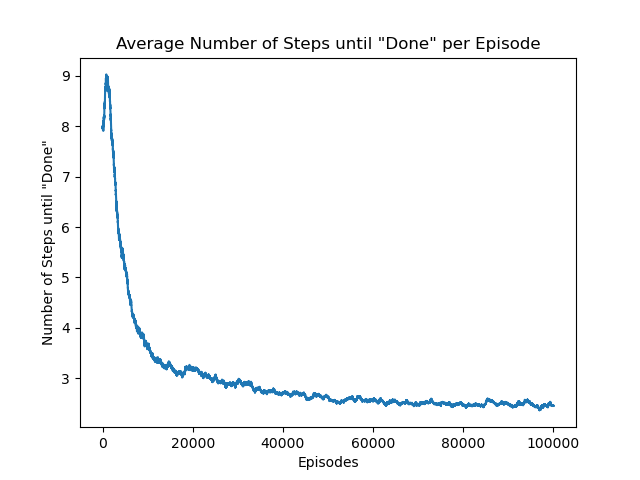 Average Number of Steps until "Done" per Episode
9
8
7
6
5
4
3
Number of Steps until "Done"
0 20000 40000 60000 80000 100000
Episodes